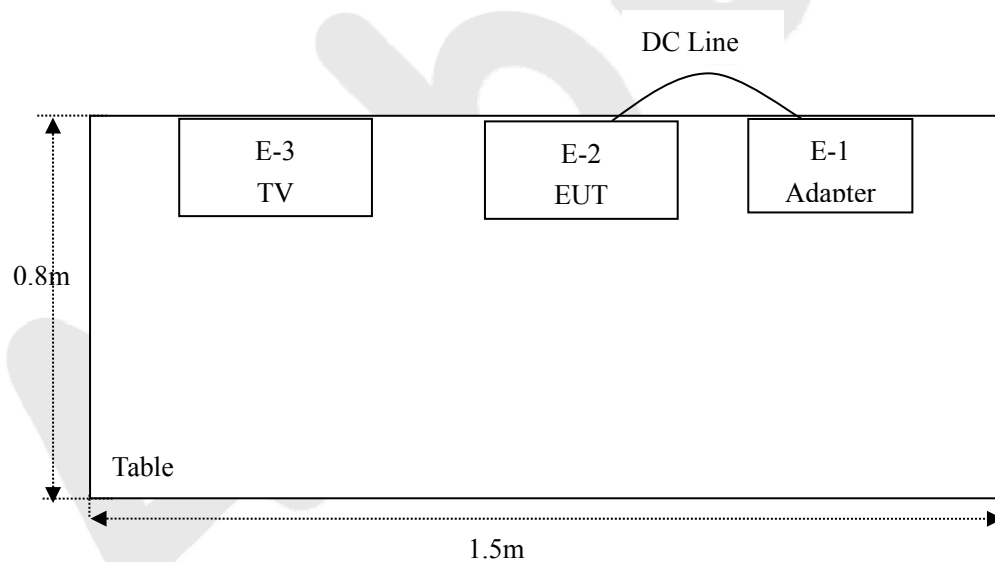 DC Line
E-3
TV
E-2
EUT
E-1
Adapter
0.8m
Table
1.5m